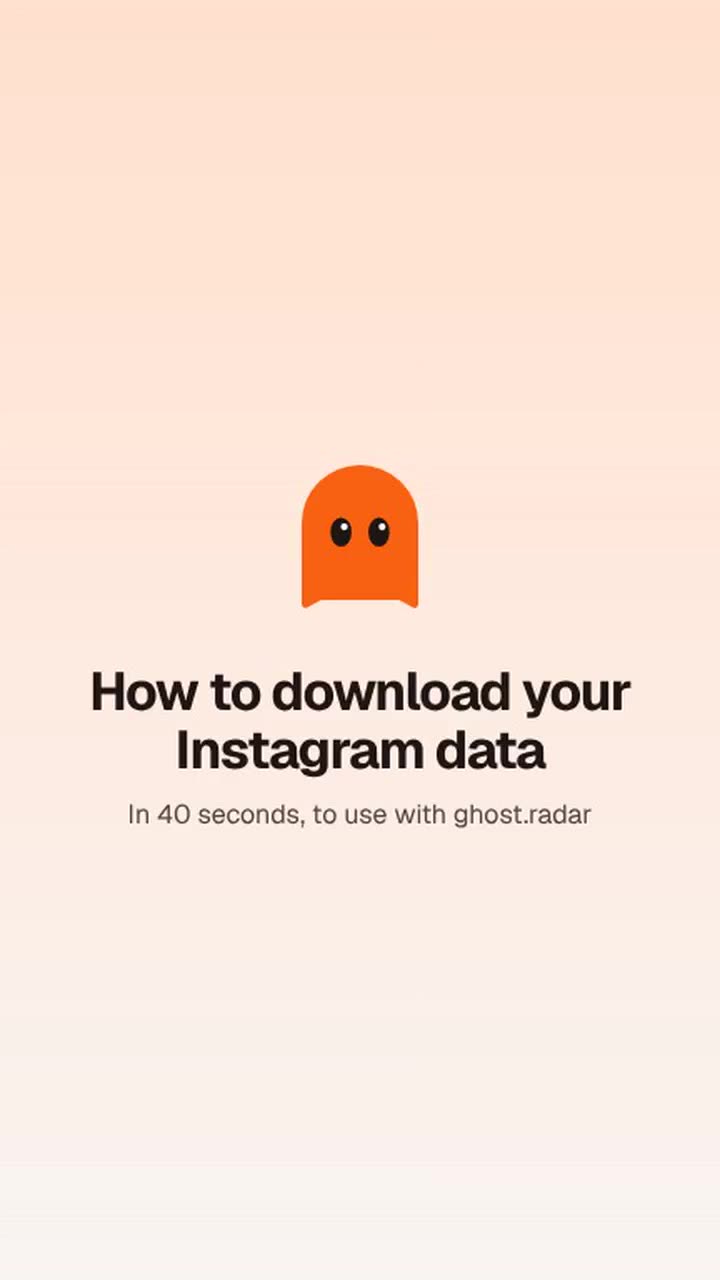 How to download your
Instagram data
In 40 seconds, to use with ghost.radar